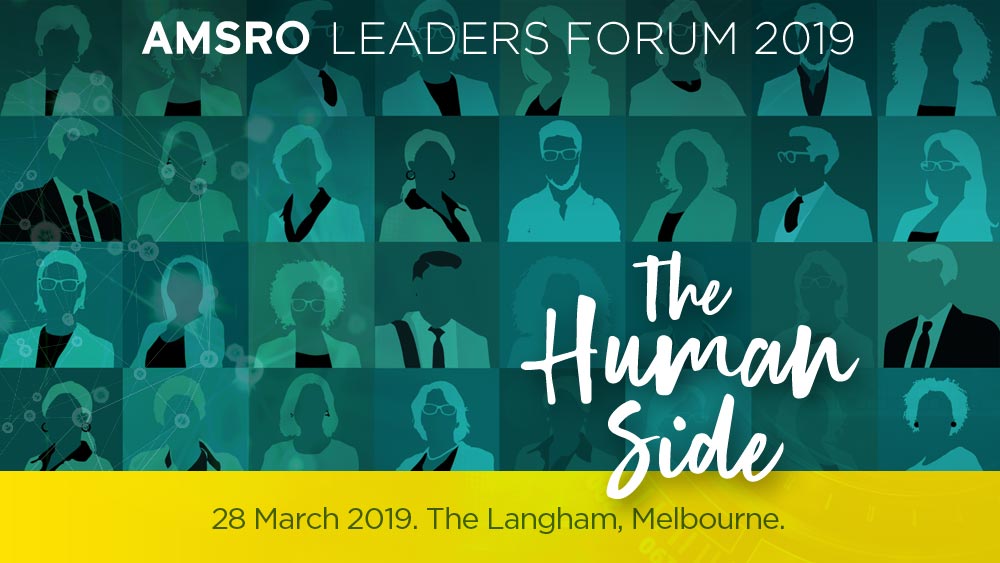 AMSRO LEADERS FORUM 2019
The
Human
Side
28 March 2019. The Langham, Melbourne.